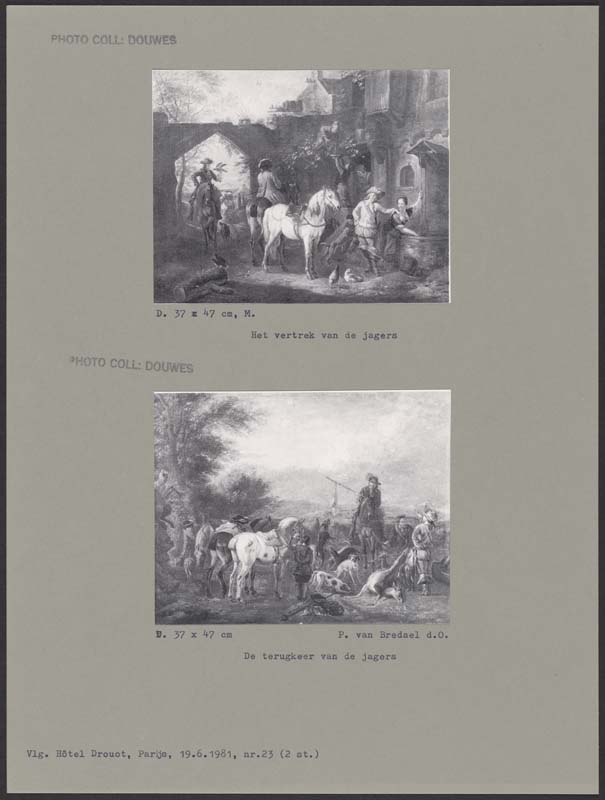 PHOTO COLL: DOUWES
D. 37 x 47 cm, M.
Het vertrek van de jagers
PHOTO COLL: DOUWES
D. 37 x 47 cm P. van Bredael d.O.
De terugkeer van de jagers
Vlg. Hôtel Drouot, Parijs, 19.6.1981, nr.23 (2 st.)